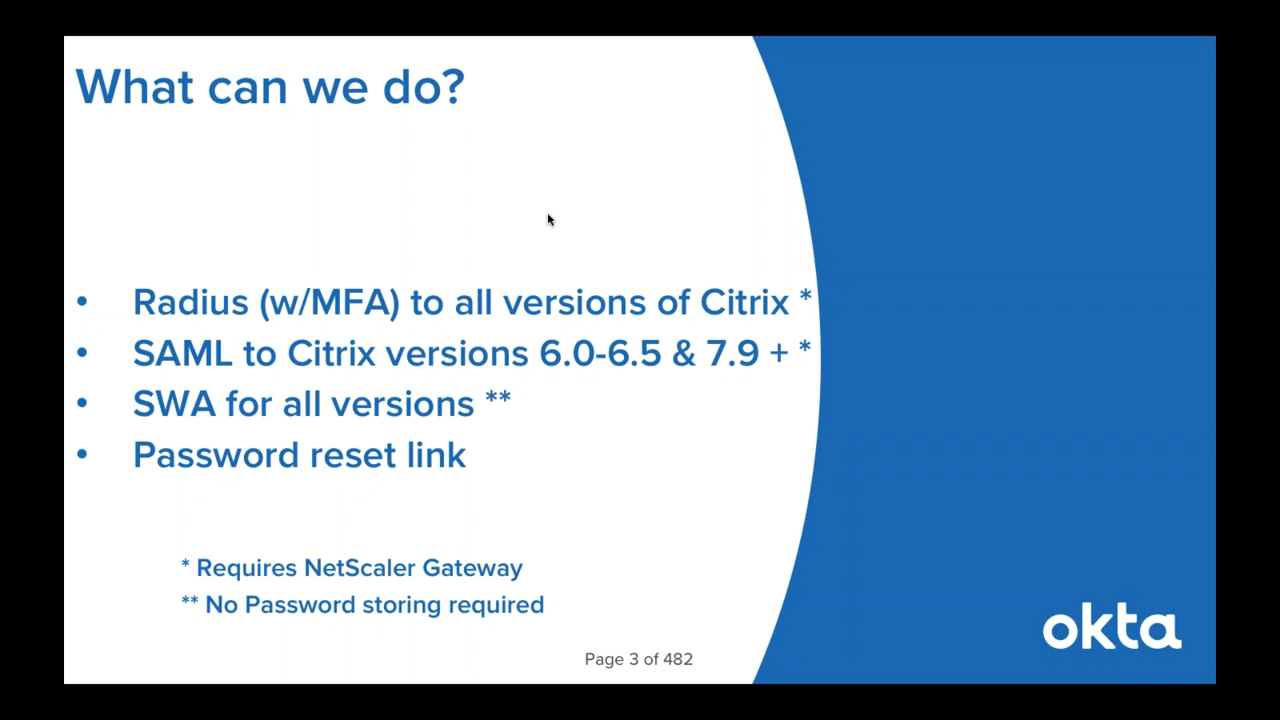 What can we do?
• Radius (w/MFA) to all versions of Citrix *
• SAML to Citrix versions 6.0-6.5 & 7.9 + *
• SWA for all versions **
• Password reset link
* Requires NetScaler Gateway
** No Password storing required
Page 3 of 482
okta